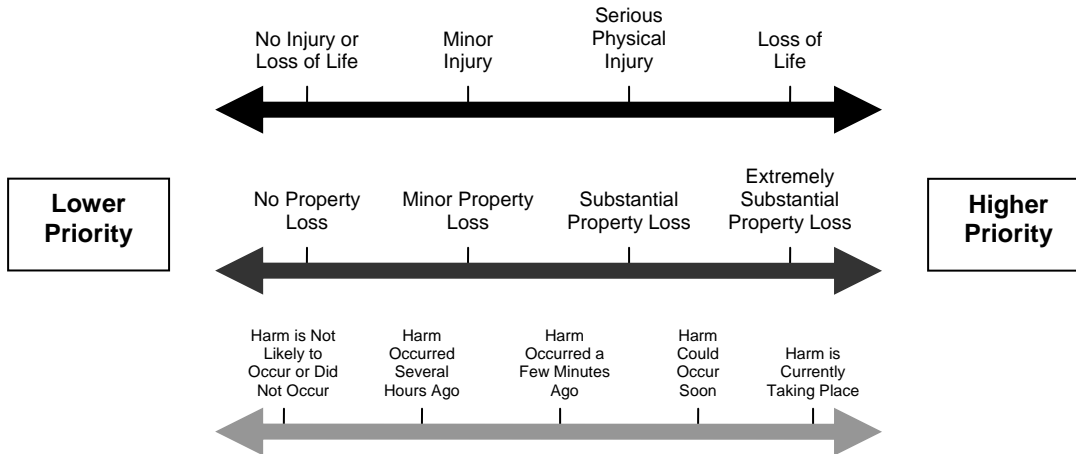 No Injury or
Loss of Life
Minor
Injury
Serious
Physical
Injury
Loss of
Life
Lower
Priority
No Property
Loss
Minor Property
Loss
Substantial
Property Loss
Extremely
Substantial
Property Loss
Higher
Priority
Harm is Not
Likely to
Occur or Did
Not Occur
Harm
Occurred
Several
Hours Ago
Harm
Occurred a
Few Minutes
Ago
Harm
Could
Occur
Soon
Harm is
Currently
Taking Place